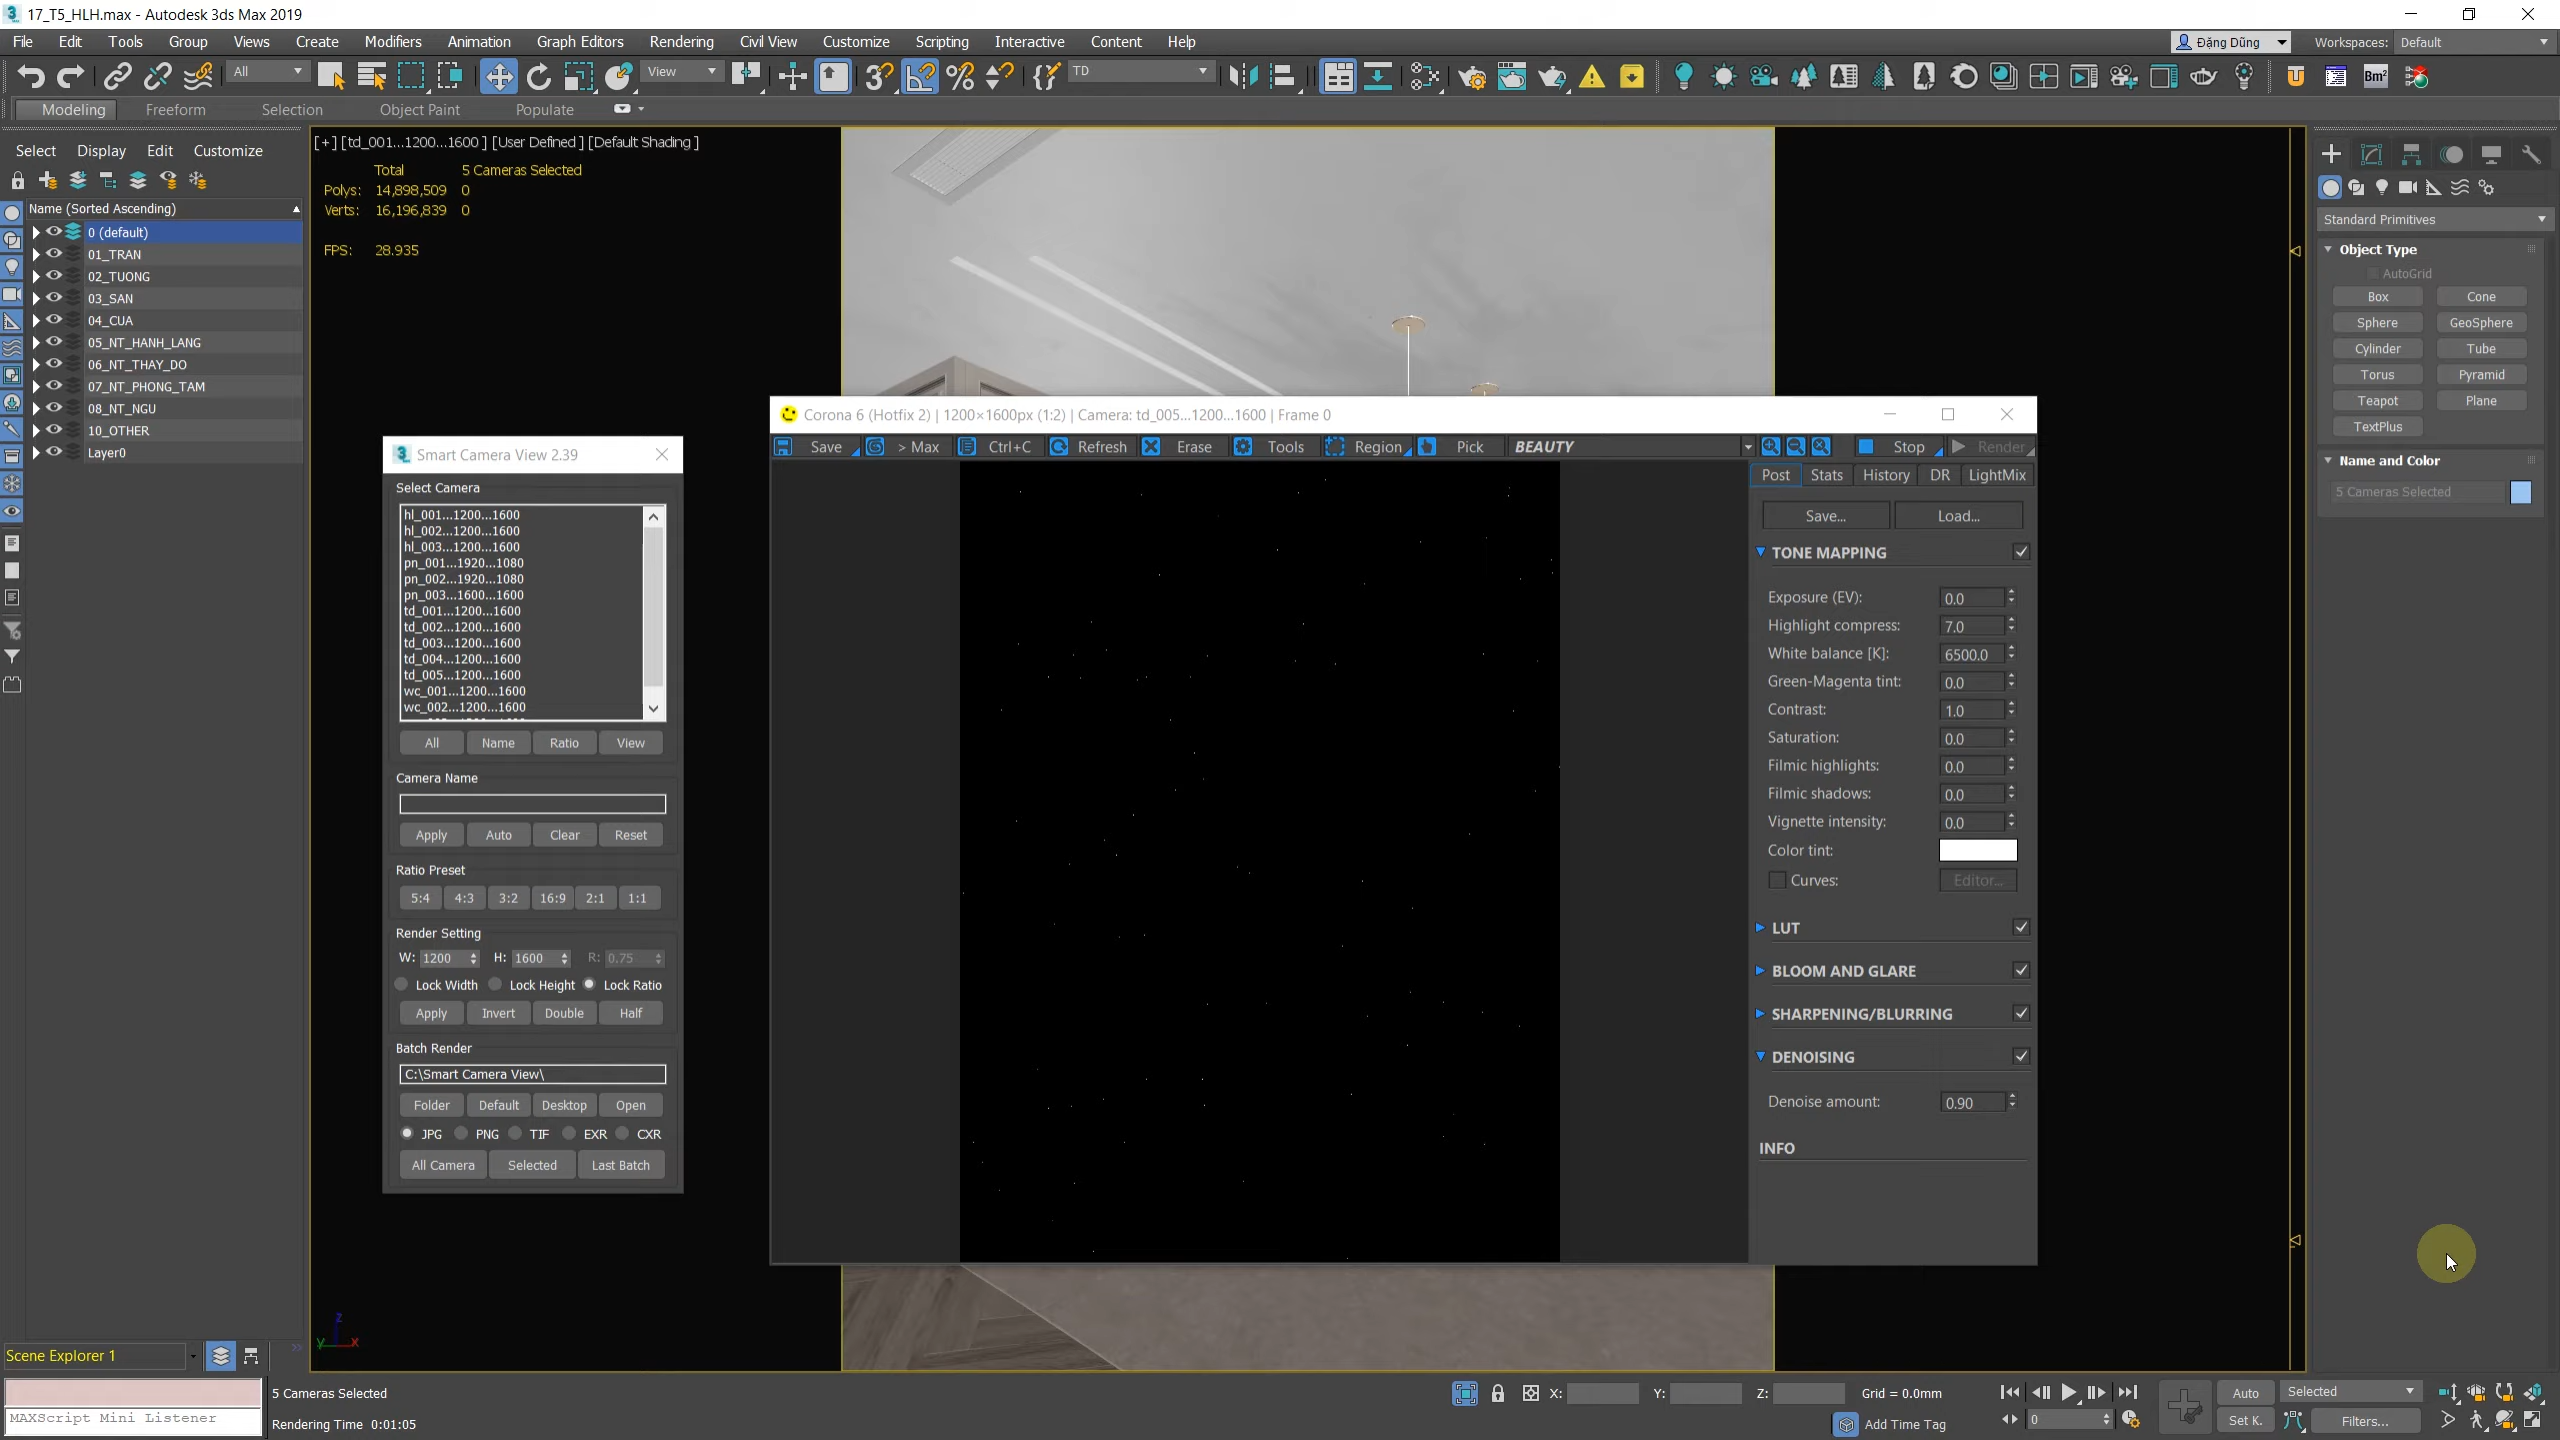 17_T5_HLH.max - Autodesk 3ds Max 2019
File Edit Tools Group Views Create Modifiers Animation Graph Editors Rendering Civil View Customize Scripting Interactive Content Help
Đặng Dũng
Workspaces: Default
All
View
TD
Modeling Freeform Selection Object Paint Populate
Select Display Edit Customize
Name (Sorted Ascending)
0 (default)
01_TRAN
02_TUONG
03_SAN
04_CUA
05_NT_HANH_LANG
06_NT_THAY_DO
07_NT_PHONG_TAM
08_NT_NGU
10_OTHER
Layer0
Scene Explorer 1
[+] [td_001...1200...1600 ] [User Defined ] [Default Shading ]
Total 5 Cameras Selected
Polys: 14,898,509 0
Verts: 16,196,839 0
FPS: 28.935
Smart Camera View 2.39
Select Camera
hl_001...1200...1600
hl_002...1200...1600
hl_003...1200...1600
pn_001...1920...1080
pn_002...1920...1080
pn_003...1600...1600
td_001...1200...1600
td_002...1200...1600
td_003...1200...1600
td_004...1200...1600
td_005...1200...1600
wc_001...1200...1600
wc_002...1200...1600
All Name Ratio View
Camera Name
Apply Auto Clear Reset
Ratio Preset
5:4 4:3 3:2 16:9 2:1 1:1
Render Setting
W: 1200 H: 1600 R: 0.75
Lock Width Lock Height Lock Ratio
Apply Invert Double Half
Batch Render
C:\Smart Camera View\
Folder Default Desktop Open
JPG PNG TIF EXR CXR
All Camera Selected Last Batch
Corona 6 (Hotfix 2) | 1200×1600px (1:2) | Camera: td_005...1200...1600 | Frame 0
Save > Max Ctrl+C Refresh Erase Tools Region Pick BEAUTY Stop Render
Post Stats History DR LightMix
Save... Load...
TONE MAPPING
Exposure (EV): 0.0
Highlight compress: 7.0
White balance [K]: 6500.0
Green-Magenta tint: 0.0
Contrast: 1.0
Saturation: 0.0
Filmic highlights: 0.0
Filmic shadows: 0.0
Vignette intensity: 0.0
Color tint:
Curves: Editor...
LUT
BLOOM AND GLARE
SHARPENING/BLURRING
DENOISING
Denoise amount: 0.90
INFO
Standard Primitives
Object Type
AutoGrid
Box Cone
Sphere GeoSphere
Cylinder Tube
Torus Pyramid
Teapot Plane
TextPlus
Name and Color
5 Cameras Selected
MAXScript Mini Listener
5 Cameras Selected
Rendering Time 0:01:05
X: Y: Z: Grid = 0.0mm
Add Time Tag
0
Auto Selected
Set K. Filters...